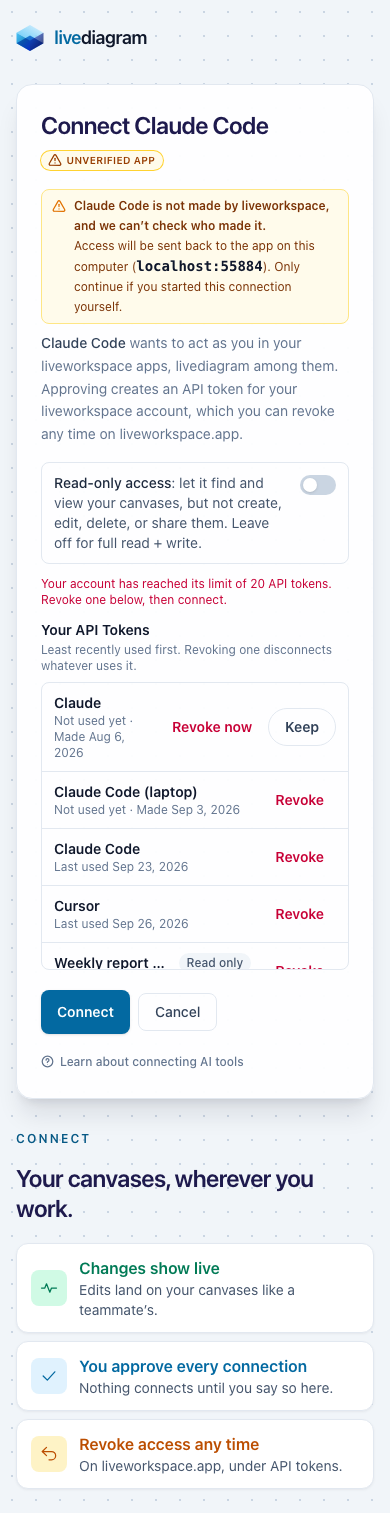 livediagram
Connect Claude Code
UNVERIFIED APP
Claude Code is not made by liveworkspace,
and we can't check who made it.
Access will be sent back to the app on this
computer (localhost:55884). Only
continue if you started this connection
yourself.
Claude Code wants to act as you in your
liveworkspace apps, livediagram among them.
Approving creates an API token for your
liveworkspace account, which you can revoke
any time on liveworkspace.app.
Read-only access: let it find and
view your canvases, but not create,
edit, delete, or share them. Leave
off for full read + write.
Your account has reached its limit of 20 API tokens.
Revoke one below, then connect.
Your API Tokens
Least recently used first. Revoking one disconnects
whatever uses it.
Claude
Not used yet ·
Made Aug 6,
2026
Revoke now
Keep
Claude Code (laptop)
Not used yet · Made Sep 3, 2026
Revoke
Claude Code
Last used Sep 23, 2026
Revoke
Cursor
Last used Sep 26, 2026
Revoke
Weekly report ...
Read only
Revoke
Connect
Cancel
Learn about connecting AI tools
CONNECT
Your canvases, wherever you
work.
Changes show live
Edits land on your canvases like a
teammate's.
You approve every connection
Nothing connects until you say so here.
Revoke access any time
On liveworkspace.app, under API tokens.